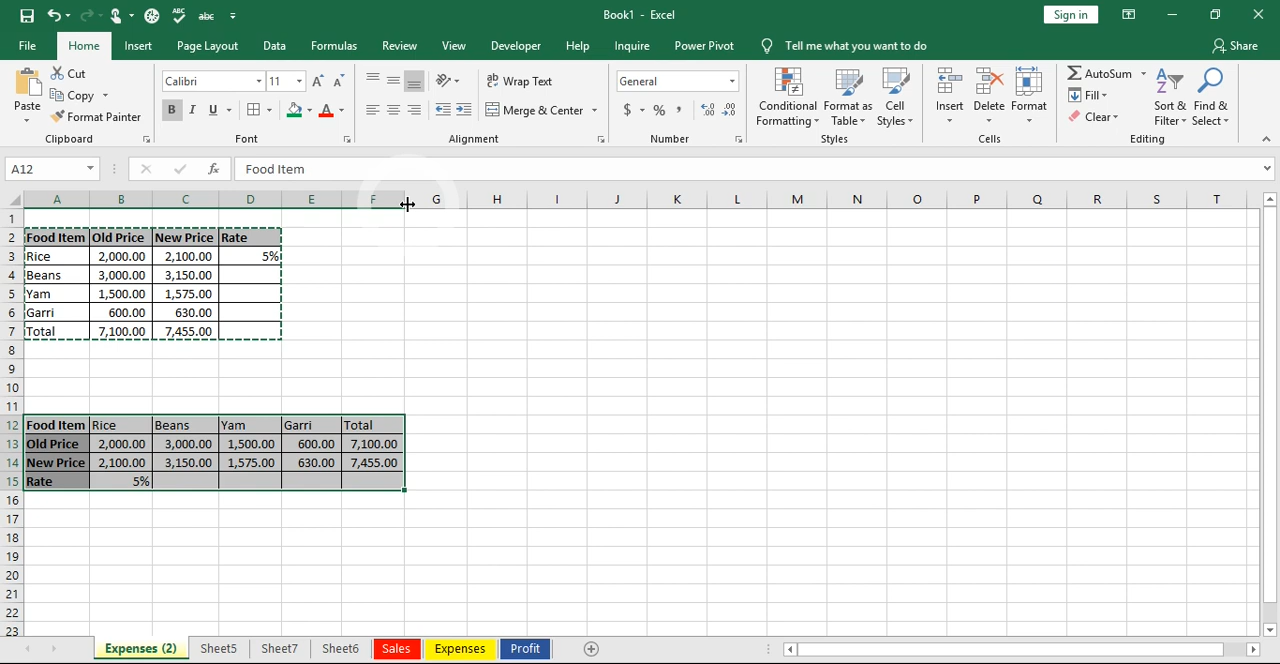 Book1 - Excel
Sign in
File Home Insert Page Layout Data Formulas Review View Developer Help Inquire Power Pivot Tell me what you want to do Share
Paste
Cut
Copy
Format Painter
Clipboard
Calibri 11
B I U
Font
Wrap Text
Merge & Center
Alignment
General
$ % ,
Number
Conditional Formatting
Format as Table
Cell Styles
Styles
Insert Delete Format
Cells
AutoSum
Fill
Clear
Sort & Filter
Find & Select
Editing
A12 fx Food Item
A B C D E F G H I J K L M N O P Q R S T
1
2 Food Item Old Price New Price Rate
3 Rice 2,000.00 2,100.00 5%
4 Beans 3,000.00 3,150.00
5 Yam 1,500.00 1,575.00
6 Garri 600.00 630.00
7 Total 7,100.00 7,455.00
8
9
10
11
12 Food Item Rice Beans Yam Garri Total
13 Old Price 2,000.00 3,000.00 1,500.00 600.00 7,100.00
14 New Price 2,100.00 3,150.00 1,575.00 630.00 7,455.00
15 Rate 5%
16
17
18
19
20
21
22
23
Expenses (2) Sheet5 Sheet7 Sheet6 Sales Expenses Profit